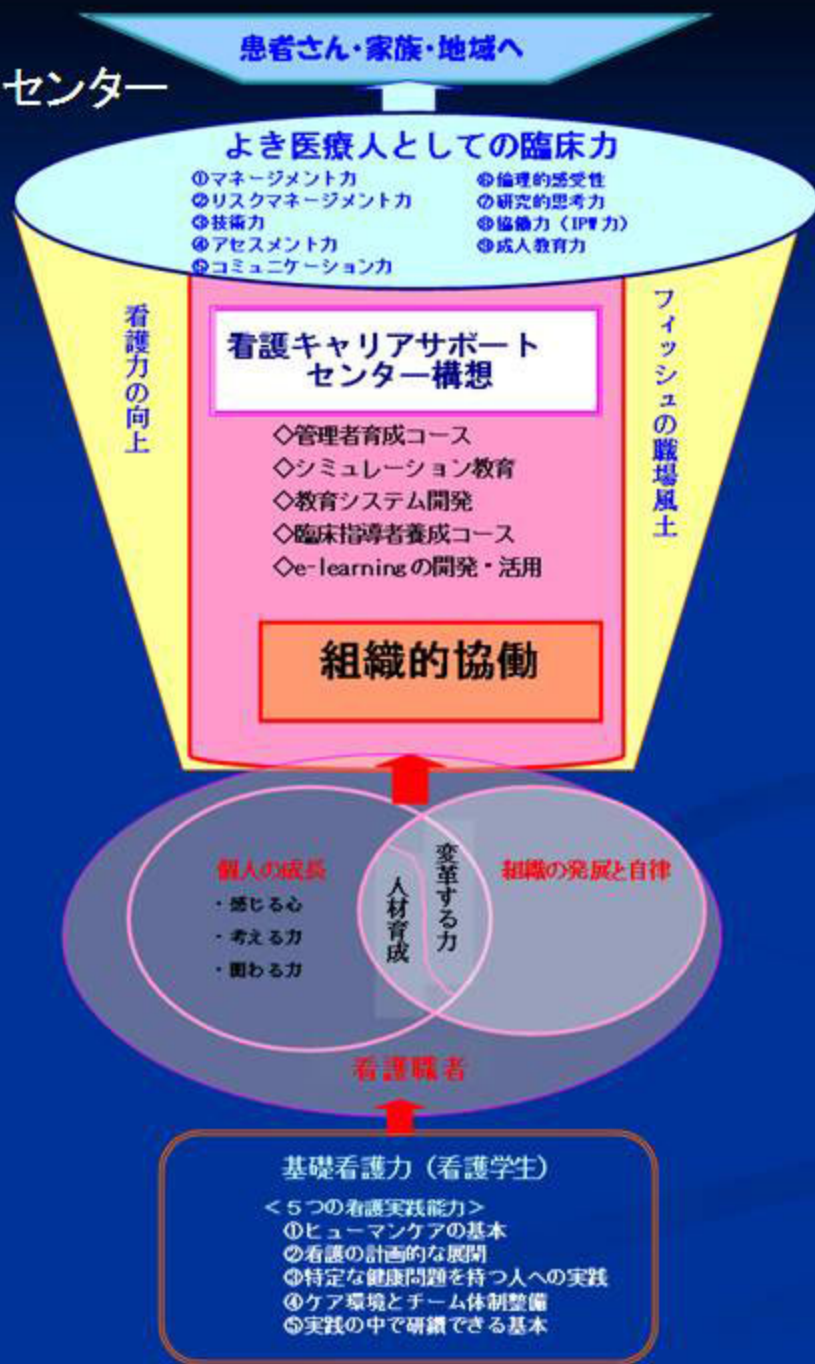 患者さん・家族・地域へ
センター
よき医療人としての臨床力
①マネージメント力
②リスクマネージメント力
③技術力
④アセスメント力
⑤コミュニケーション力
⑥倫理的感受性
⑦研究的思考力
⑧協働力（IPW力）
⑨成人教育力
看護力の向上
フィッシュの職場風土
看護キャリアサポート
センター構想
◇管理者育成コース
◇シミュレーション教育
◇教育システム開発
◇臨床指導者養成コース
◇e-learningの開発・活用
組織的協働
個人の成長
・感じる心
・考える力
・関わる力
人材育成
変革する力
組織の発展と自律
看護職者
基礎看護力（看護学生）
＜５つの看護実践能力＞
①ヒューマンケアの基本
②看護の計画的な展開
③特定な健康問題を持つ人への実践
④ケア環境とチーム体制整備
⑤実践の中で研鑽できる基本